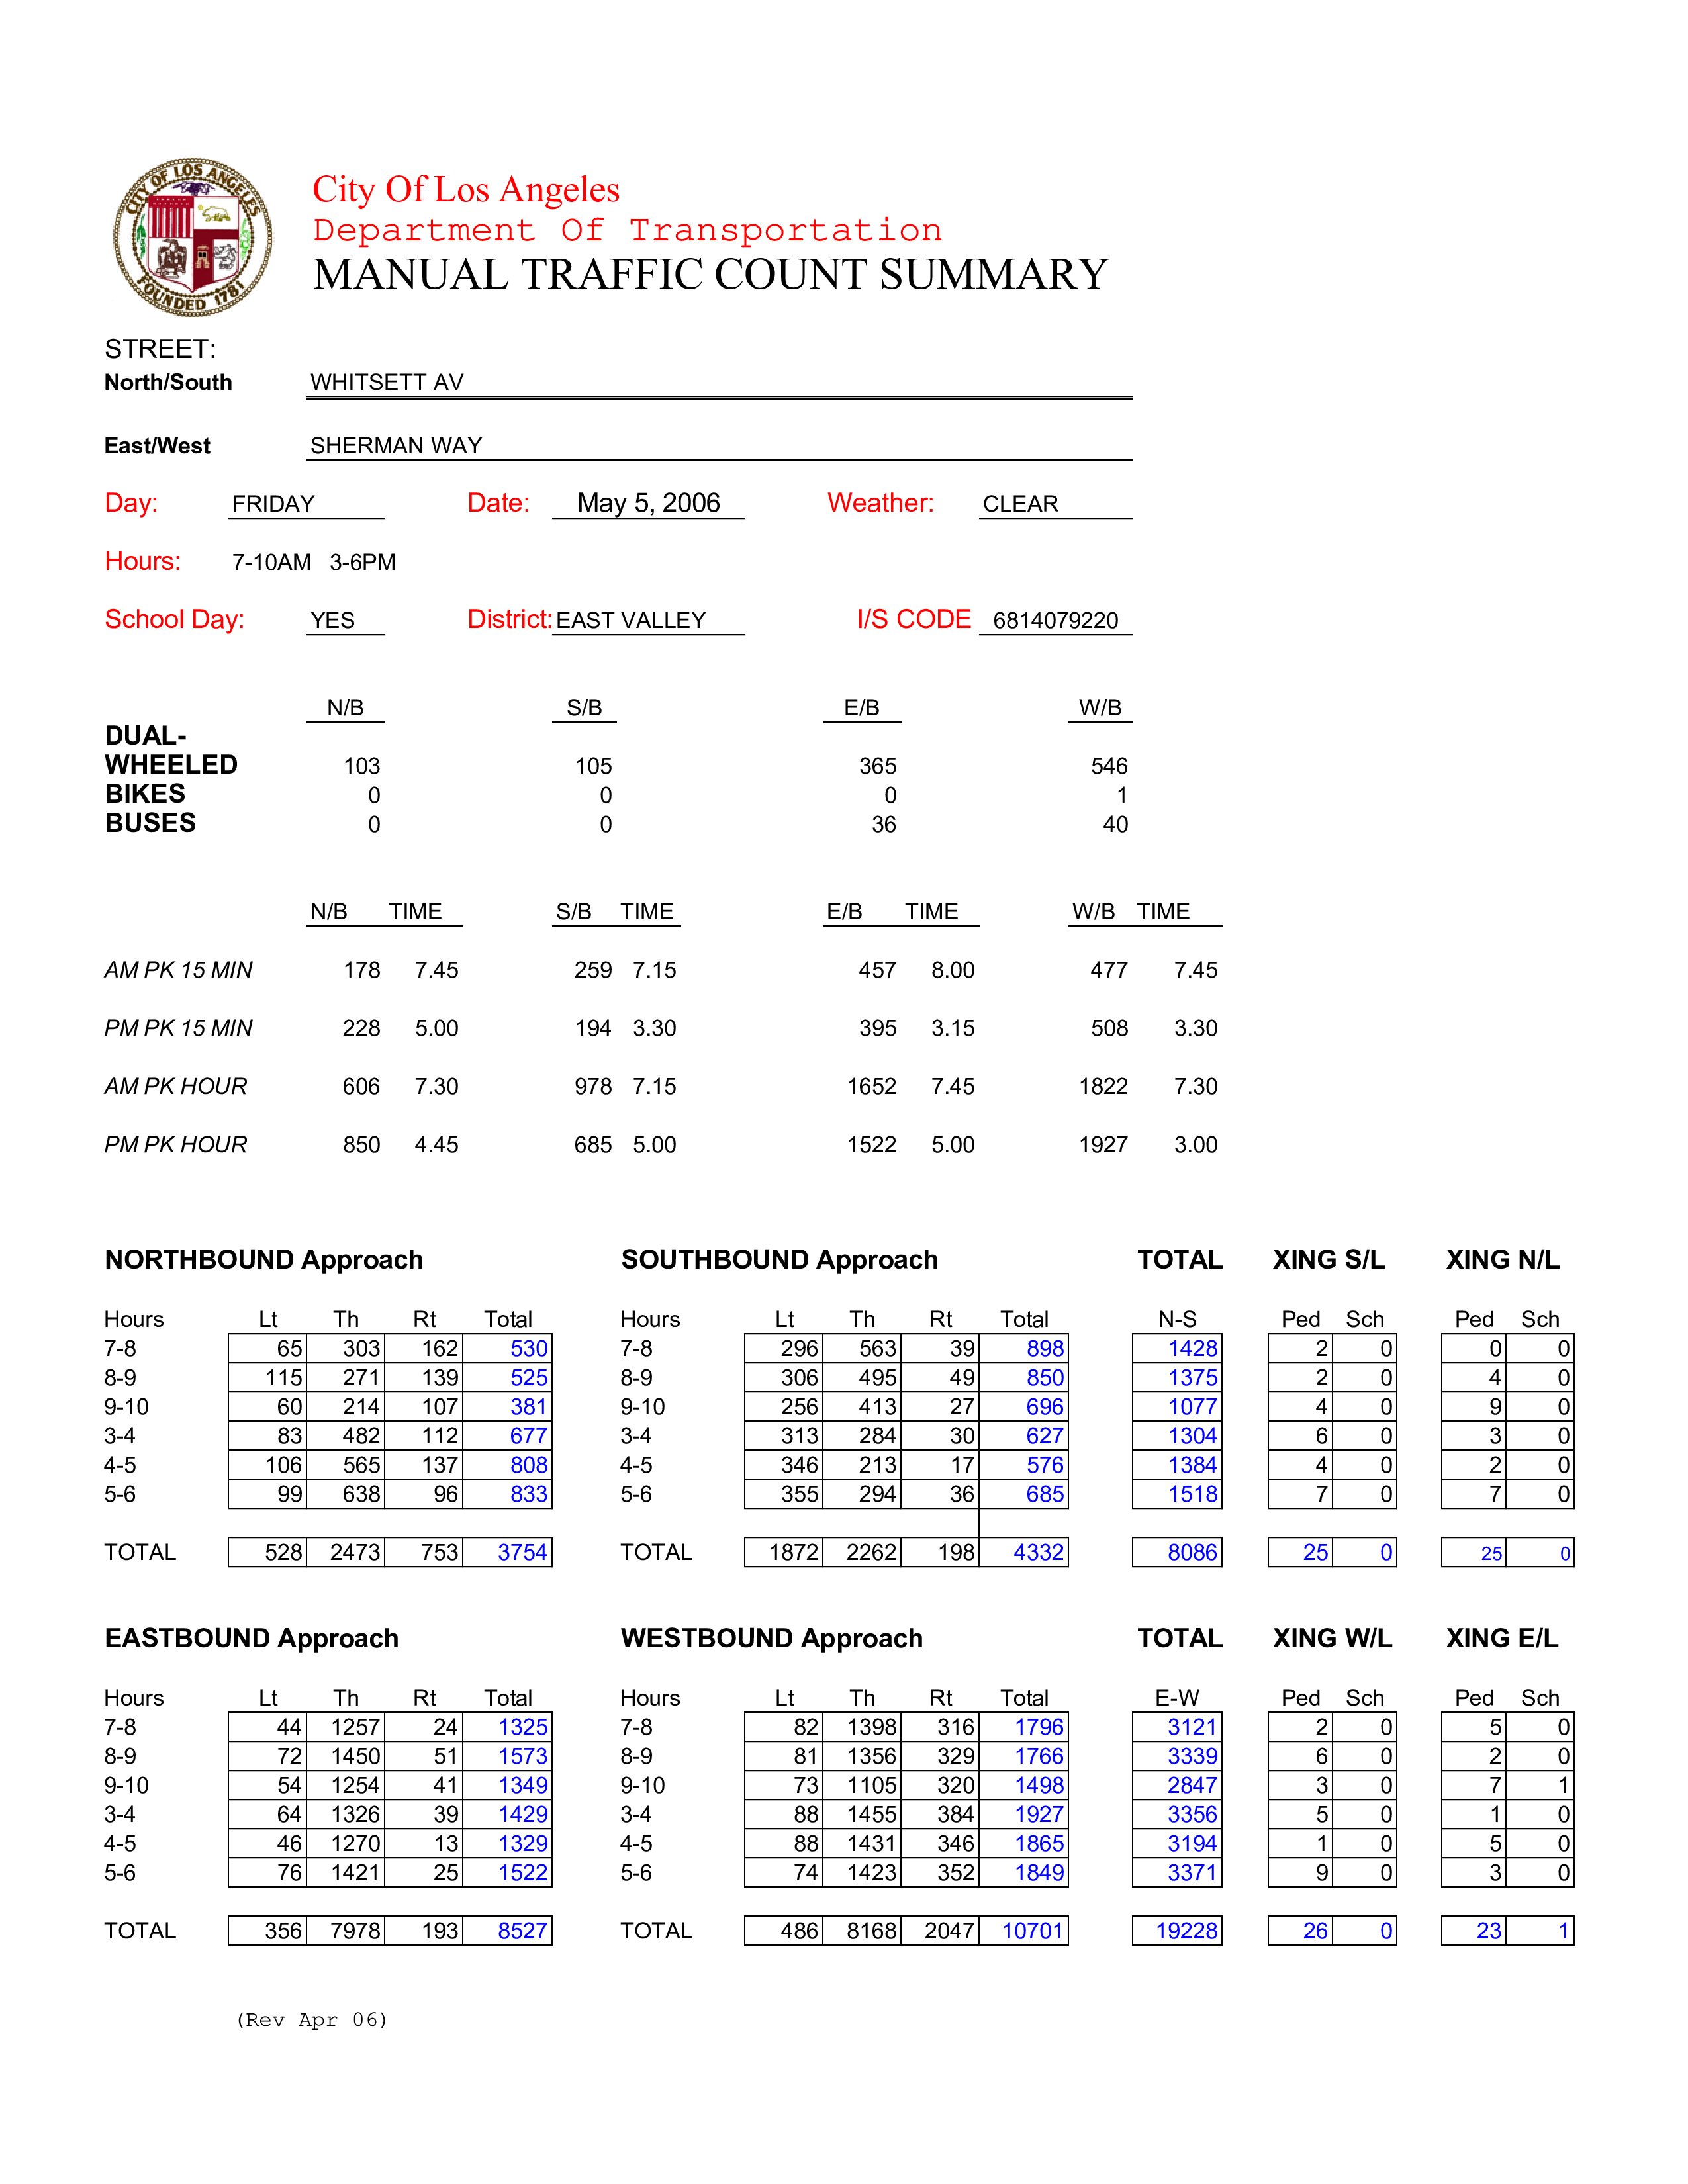 CITY OF LOS ANGELES
FOUNDED 1781
City Of Los Angeles
Department Of Transportation
MANUAL TRAFFIC COUNT SUMMARY
STREET:
North/South WHITSETT AV
East/West SHERMAN WAY
Day: FRIDAY Date: May 5, 2006 Weather: CLEAR
Hours: 7-10AM 3-6PM
School Day: YES District: EAST VALLEY I/S CODE 6814079220
N/B S/B E/B W/B
DUAL-
WHEELED 103 105 365 546
BIKES 0 0 0 1
BUSES 0 0 36 40
N/B TIME S/B TIME E/B TIME W/B TIME
AM PK 15 MIN 178 7.45 259 7.15 457 8.00 477 7.45
PM PK 15 MIN 228 5.00 194 3.30 395 3.15 508 3.30
AM PK HOUR 606 7.30 978 7.15 1652 7.45 1822 7.30
PM PK HOUR 850 4.45 685 5.00 1522 5.00 1927 3.00
NORTHBOUND Approach SOUTHBOUND Approach TOTAL XING S/L XING N/L
Hours Lt Th Rt Total Hours Lt Th Rt Total N-S Ped Sch Ped Sch
7-8 65 303 162 530 7-8 296 563 39 898 1428 2 0 0 0
8-9 115 271 139 525 8-9 306 495 49 850 1375 2 0 4 0
9-10 60 214 107 381 9-10 256 413 27 696 1077 4 0 9 0
3-4 83 482 112 677 3-4 313 284 30 627 1304 6 0 3 0
4-5 106 565 137 808 4-5 346 213 17 576 1384 4 0 2 0
5-6 99 638 96 833 5-6 355 294 36 685 1518 7 0 7 0
TOTAL 528 2473 753 3754 TOTAL 1872 2262 198 4332 8086 25 0 25 0
EASTBOUND Approach WESTBOUND Approach TOTAL XING W/L XING E/L
Hours Lt Th Rt Total Hours Lt Th Rt Total E-W Ped Sch Ped Sch
7-8 44 1257 24 1325 7-8 82 1398 316 1796 3121 2 0 5 0
8-9 72 1450 51 1573 8-9 81 1356 329 1766 3339 6 0 2 0
9-10 54 1254 41 1349 9-10 73 1105 320 1498 2847 3 0 7 1
3-4 64 1326 39 1429 3-4 88 1455 384 1927 3356 5 0 1 0
4-5 46 1270 13 1329 4-5 88 1431 346 1865 3194 1 0 5 0
5-6 76 1421 25 1522 5-6 74 1423 352 1849 3371 9 0 3 0
TOTAL 356 7978 193 8527 TOTAL 486 8168 2047 10701 19228 26 0 23 1
(Rev Apr 06)